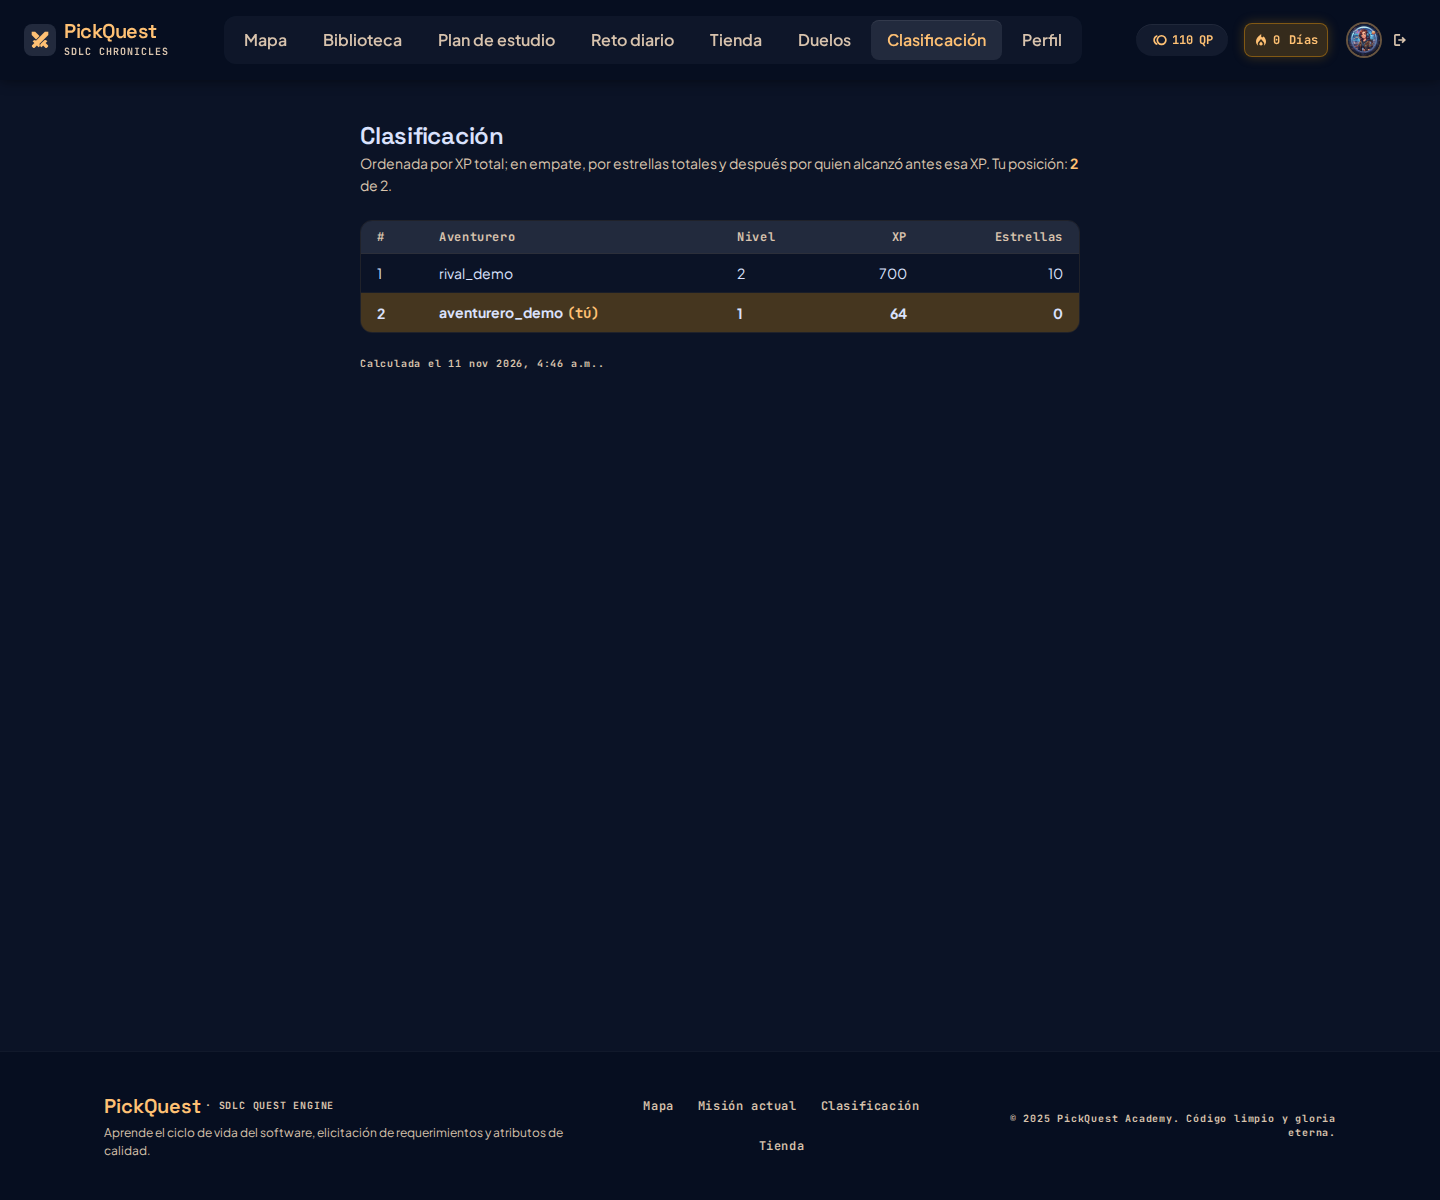 PickQuest
SDLC CHRONICLES
Mapa
Biblioteca
Plan de estudio
Reto diario
Tienda
Duelos
Clasificación
Perfil
110 QP
0 Días
Clasificación
Ordenada por XP total; en empate, por estrellas totales y después por quien alcanzó antes esa XP. Tu posición: 2
de 2.
# Aventurero Nivel XP Estrellas
1 rival_demo 2 700 10
2 aventurero_demo (tú) 1 64 0
Calculada el 11 nov 2026, 4:46 a.m..
PickQuest · SDLC QUEST ENGINE
Aprende el ciclo de vida del software, elicitación de requerimientos y atributos de
calidad.
Mapa Misión actual Clasificación
Tienda
© 2025 PickQuest Academy. Código limpio y gloria
eterna.